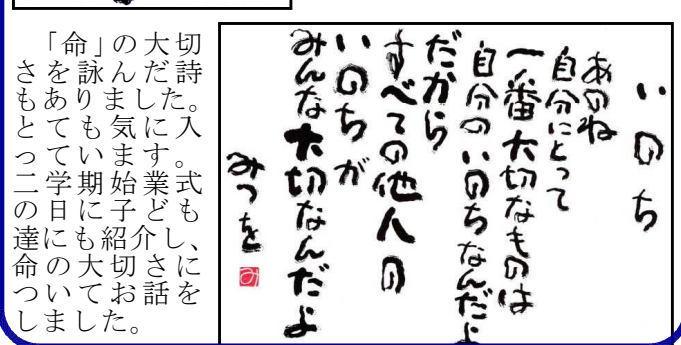 「命」の大切
さを詠んだ詩
もありました。
とても気に入
っています。
二学期始業式
の日に子ども
達にも紹介し、
命の大切さに
ついてお話を
しました。
いのち
あのね
自分にとって
一番大切なものは
自分のいのちなんだよ
だから
すべての他人の
いのちが
みんな大切なんだよ
みつを
み